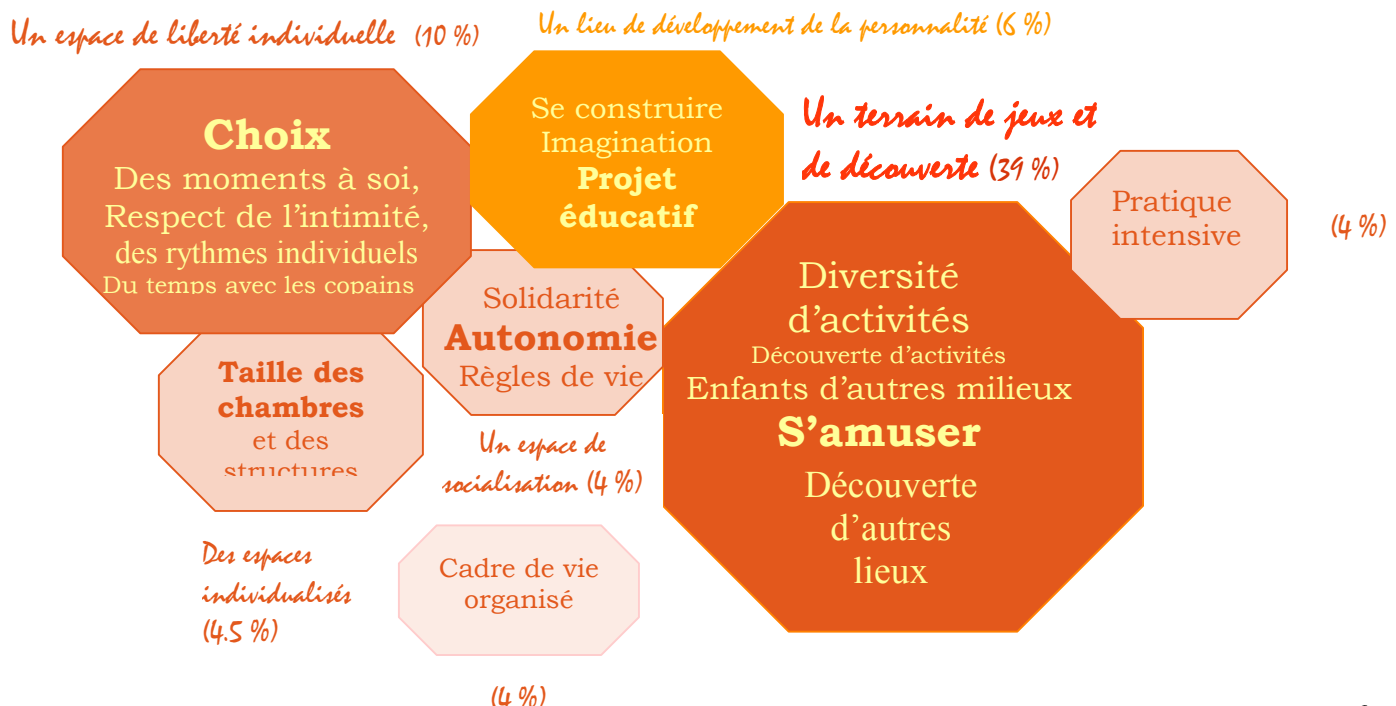 Un espace de liberté individuelle (10 %)
Un lieu de développement de la personnalité (6 %)
Choix
Des moments à soi,
Respect de l'intimité,
des rythmes individuels
Du temps avec les copains
Se construire
Imagination
Projet
éducatif
Un terrain de jeux et
de découverte (39 %)
Pratique
intensive
(4 %)
Solidarité
Autonomie
Règles de vie
Diversité
d'activités
Découverte d'activités
Enfants d'autres milieux
S'amuser
Découverte
d'autres
lieux
Taille des
chambres
et des
structures
Un espace de
socialisation (4 %)
Des espaces
individualisés
(4.5 %)
Cadre de vie
organisé
(4 %)